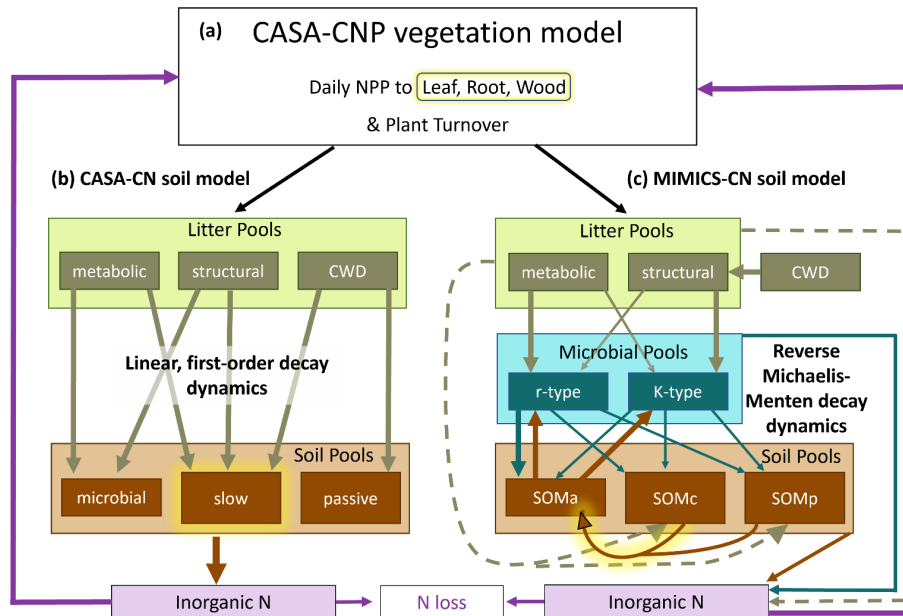 (a) CASA-CNP vegetation model
Daily NPP to Leaf, Root, Wood
& Plant Turnover
(b) CASA-CN soil model
Litter Pools
metabolic
structural
CWD
Linear, first-order decay
dynamics
Soil Pools
microbial
slow
passive
Inorganic N
N loss
(c) MIMICS-CN soil model
Litter Pools
metabolic
structural
CWD
Microbial Pools
r-type
K-type
Reverse
Michaelis-
Menten decay
dynamics
Soil Pools
SOMa
SOMc
SOMp
Inorganic N